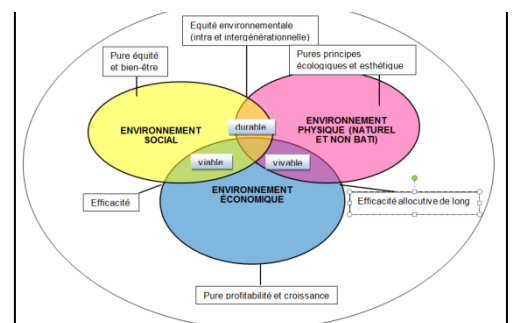 Equité environnementale
(intra et intergénérationnelle)
Pure équité
et bien-être
Pures principes
écologiques et esthétique
durable
ENVIRONNEMENT
SOCIAL
ENVIRONNEMENT
PHYSIQUE (NATUREL
ET NON BATI)
viable
vivable
ENVIRONNEMENT
ÉCONOMIQUE
Efficacité
Efficacité allocutive de long
Pure profitabilité et croissance